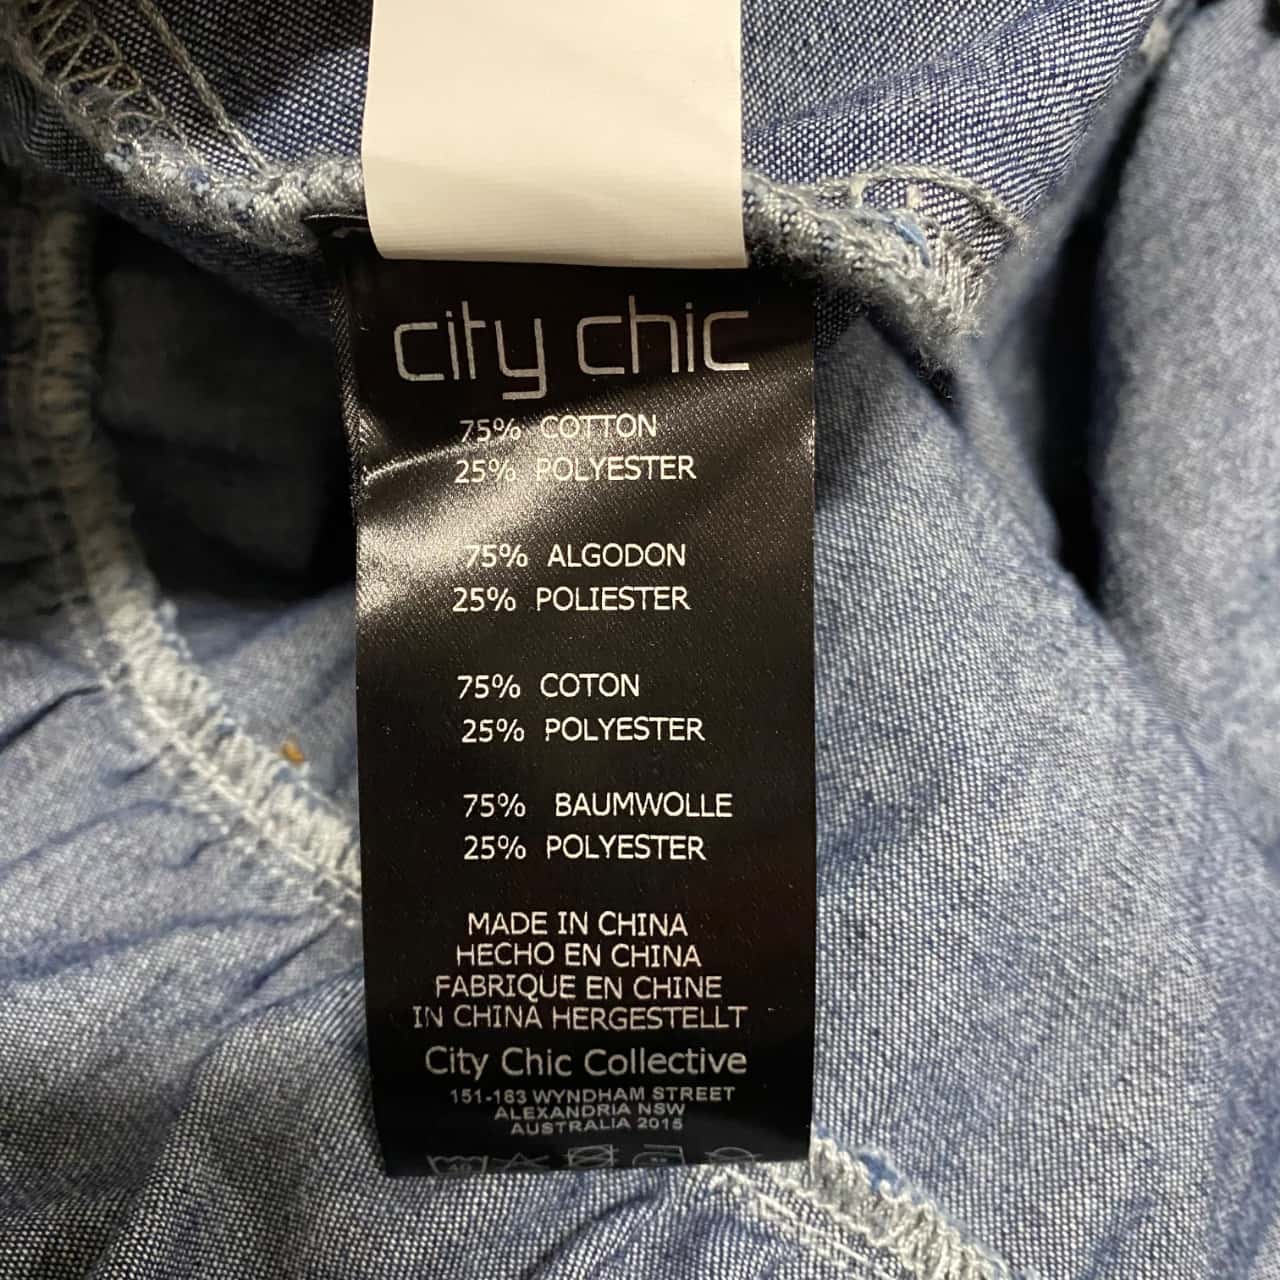 city chic
75% COTTON
25% POLYESTER
75% ALGODON
25% POLIESTER
75% COTON
25% POLYESTER
75% BAUMWOLLE
25% POLYESTER
MADE IN CHINA
HECHO EN CHINA
FABRIQUE EN CHINE
IN CHINA HERGESTELLT
City Chic Collective
151-183 WYNDHAM STREET
ALEXANDRIA NSW
AUSTRALIA 2015